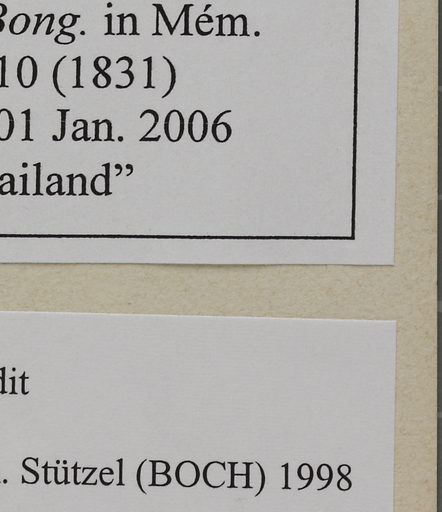 Bong. in Mém.
10 (1831)
01 Jan. 2006
ailand”
dit
. Stützel (BOCH) 1998